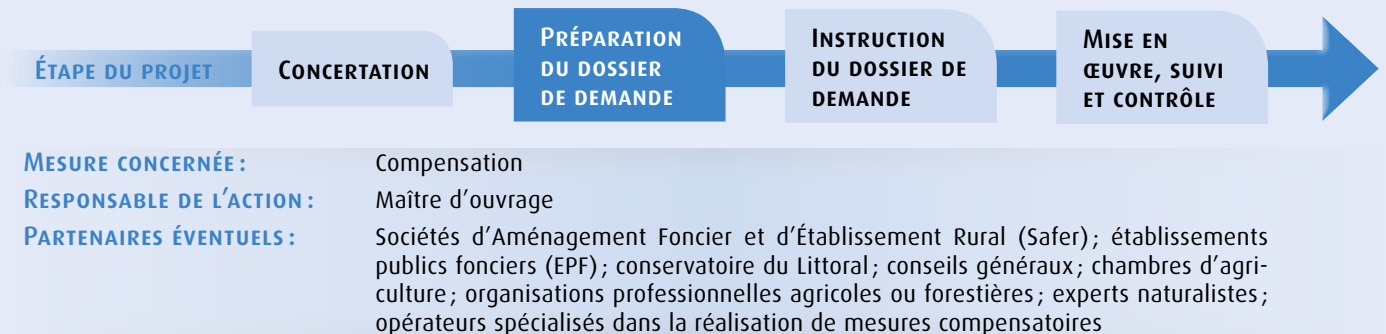 Étape du projet
Concertation
Préparation
du dossier
de demande
Instruction
du dossier de
demande
Mise en
œuvre, suivi
et contrôle
Mesure concernée : Compensation
Responsable de l’action : Maître d’ouvrage
Partenaires éventuels : Sociétés d’Aménagement Foncier et d’Établissement Rural (Safer) ; établissements
publics fonciers (EPF) ; conservatoire du Littoral ; conseils généraux ; chambres d’agri-
culture ; organisations professionnelles agricoles ou forestières ; experts naturalistes ;
opérateurs spécialisés dans la réalisation de mesures compensatoires